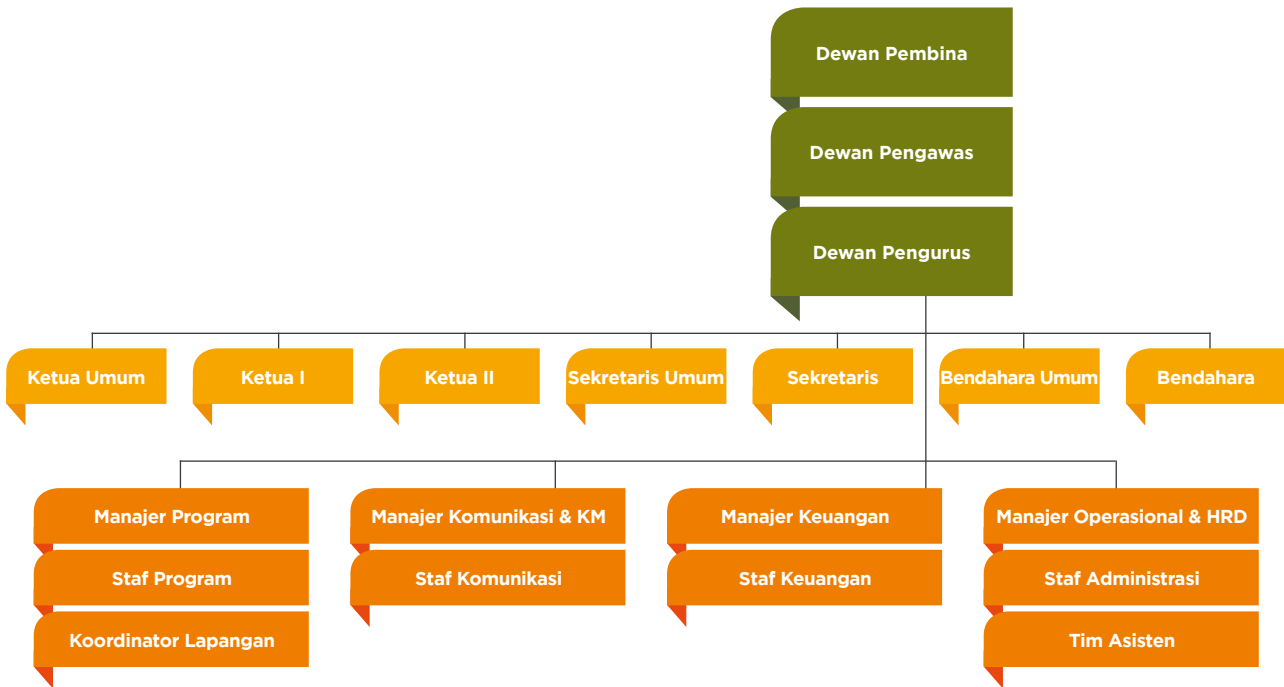 Dewan Pembina
Dewan Pengawas
Dewan Pengurus
Ketua Umum
Ketua I
Ketua II
Sekretaris Umum
Sekretaris
Bendahara Umum
Bendahara
Manajer Program
Manajer Komunikasi & KM
Manajer Keuangan
Manajer Operasional & HRD
Staf Program
Staf Komunikasi
Staf Keuangan
Staf Administrasi
Koordinator Lapangan
Tim Asisten